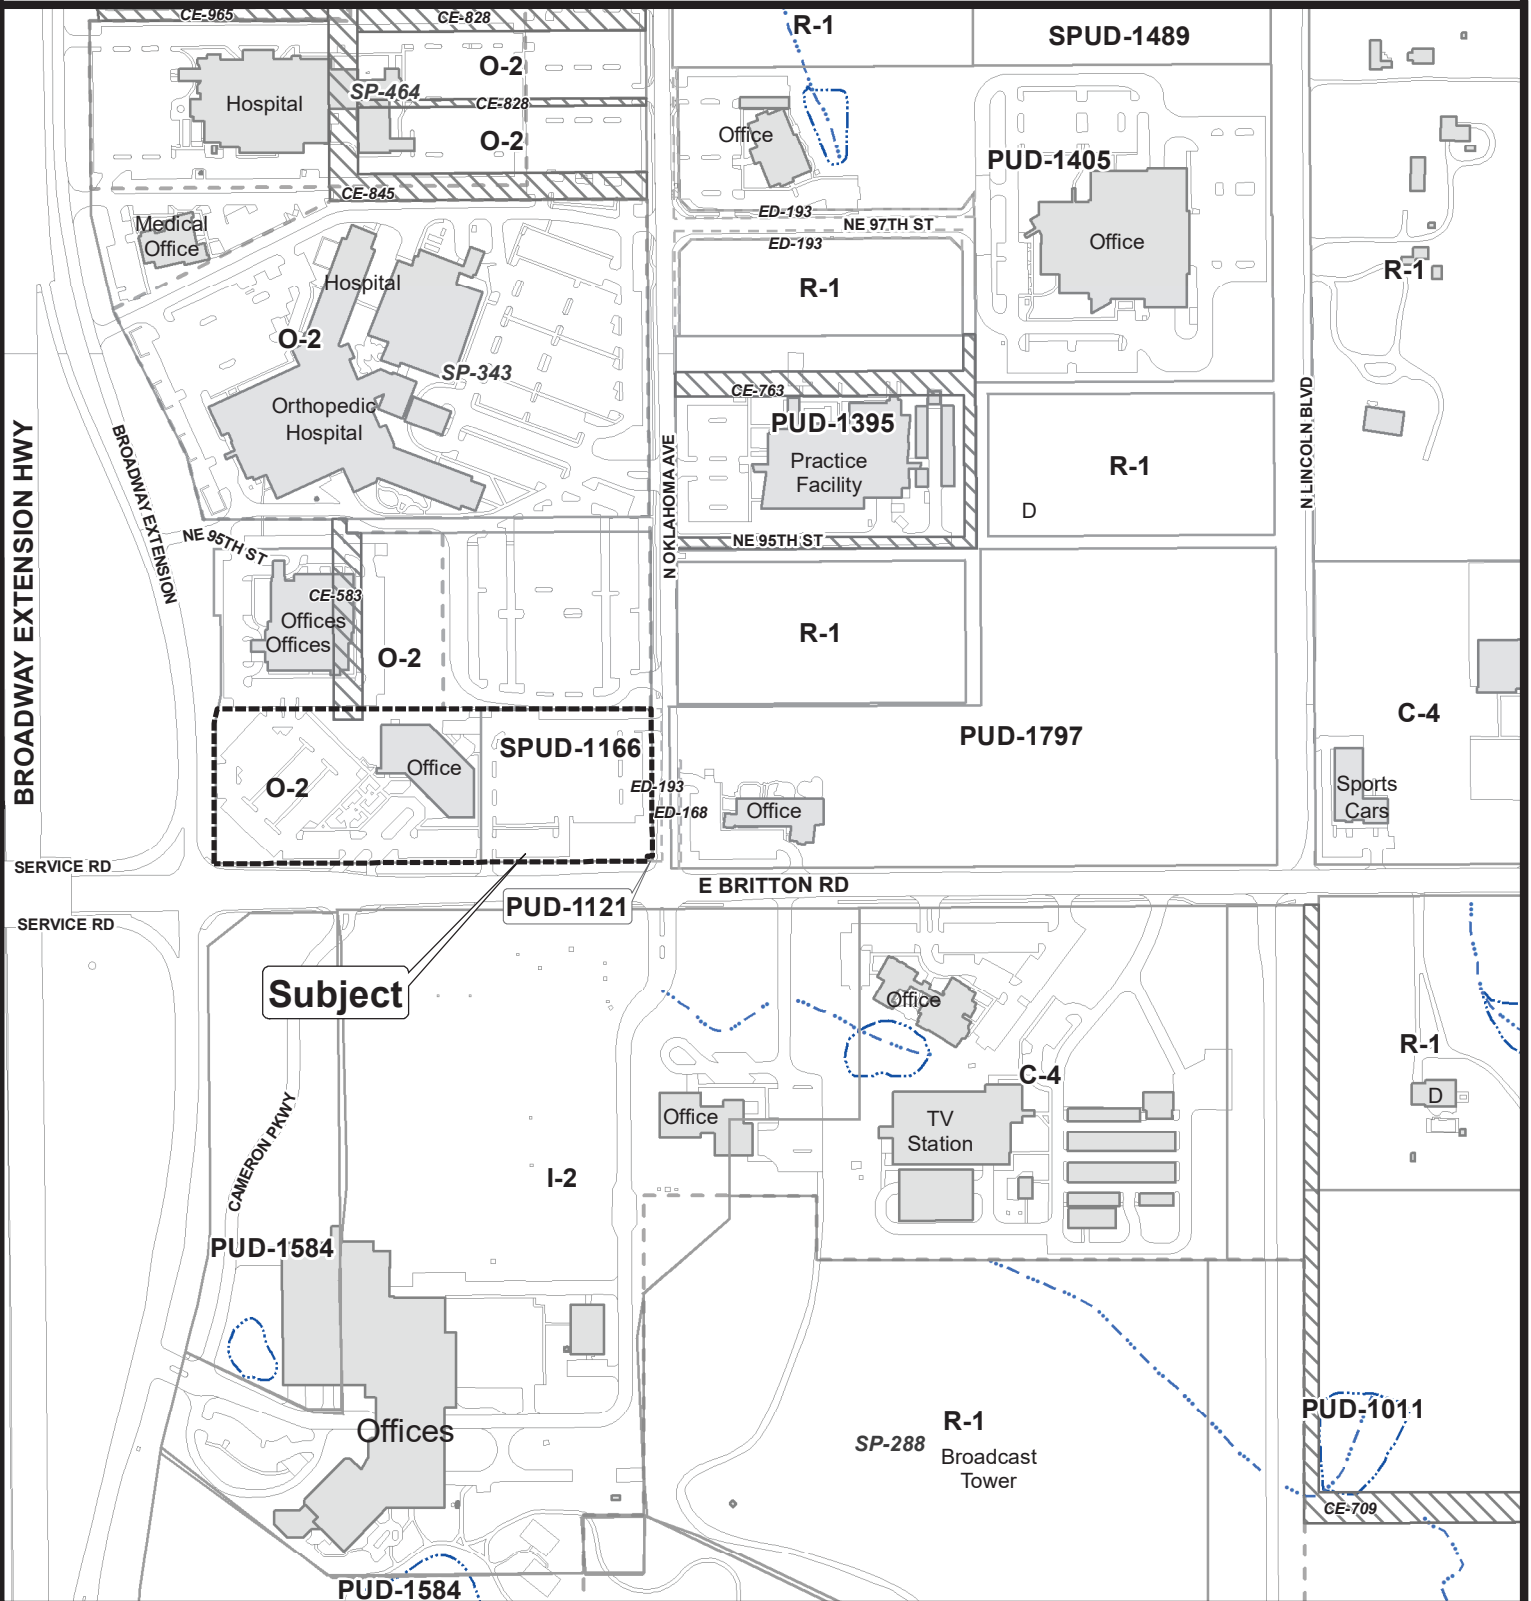 CE-965
CE-828
R-1
SPUD-1489
O-2
SP-464
Hospital
CE-828
O-2
Office
PUD-1405
CE-845
ED-193
NE 97TH ST
ED-193
Medical
Office
Office
Hospital
R-1
R-1
O-2
SP-343
CE-763
Orthopedic
Hospital
PUD-1395
Practice
Facility
R-1
D
N LINCOLN BLVD
BROADWAY EXTENSION HWY
BROADWAY EXTENSION
N OKLAHOMA AVE
NE 95TH ST
NE 95TH ST
CE-583
Offices
Offices
O-2
R-1
C-4
PUD-1797
SPUD-1166
Office
O-2
ED-193
ED-168
Office
Sports
Cars
SERVICE RD
E BRITTON RD
PUD-1121
SERVICE RD
Subject
Office
R-1
C-4
D
Office
TV
Station
CAMERON PKWY
I-2
PUD-1584
PUD-1011
R-1
SP-288
Broadcast
Tower
Offices
CE-709
PUD-1584